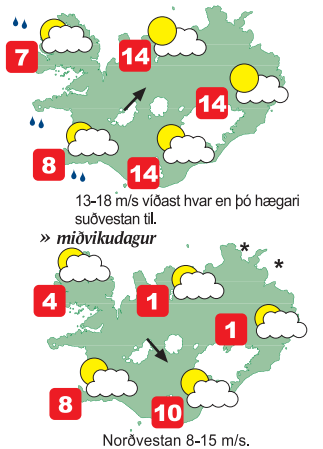 7
14
14
8
14
13-18 m/s víðast hvar en þó hægari
suðvestan til.
» miðvikudagur
4
1
1
8
10
Norðvestan 8-15 m/s.